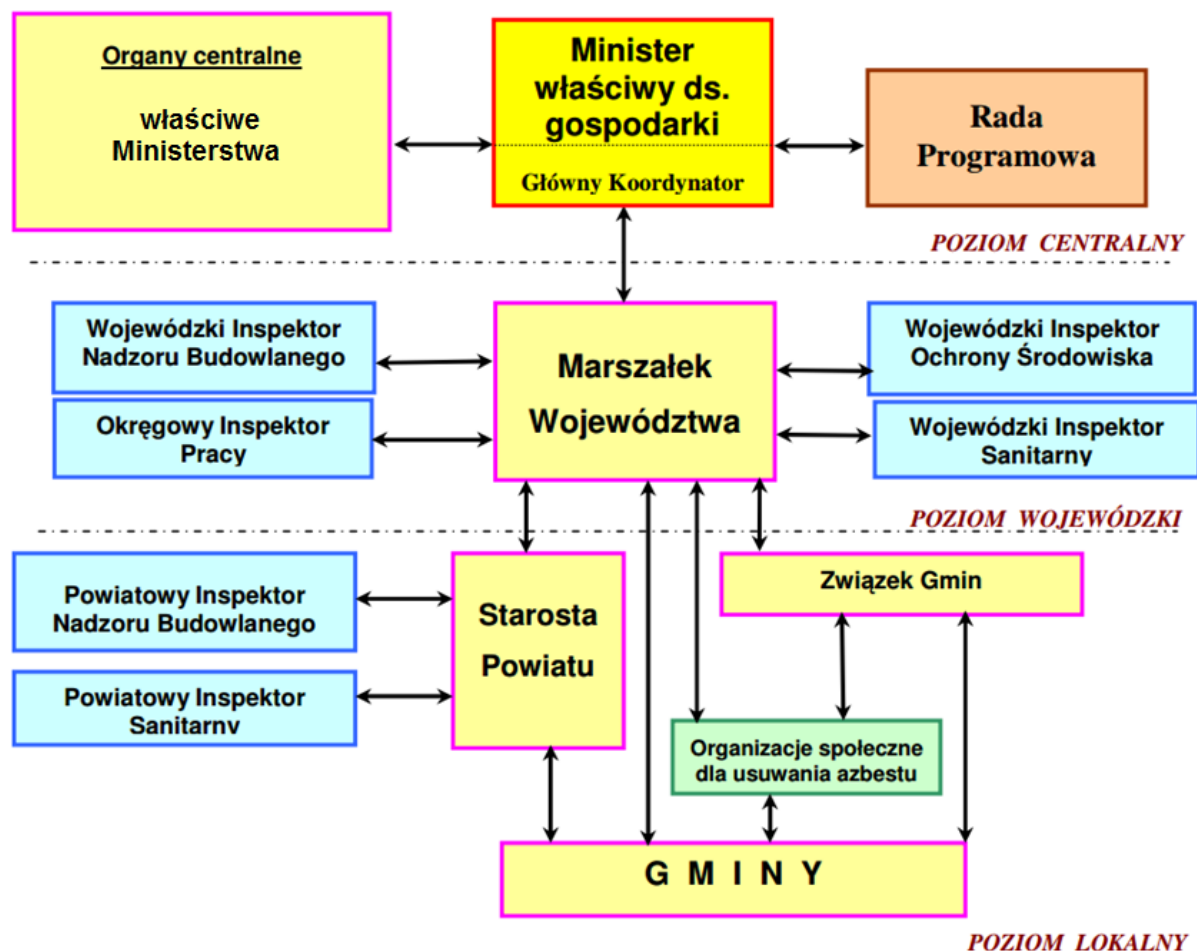 Organy centralne
właściwe
Ministerstwa
Minister
właściwy ds.
gospodarki
Główny Koordynator
Rada
Programowa
POZIOM CENTRALNY
Wojewódzki Inspektor
Nadzoru Budowlanego
Okręgowy Inspektor
Pracy
Marszałek
Województwa
Wojewódzki Inspektor
Ochrony Środowiska
Wojewódzki Inspektor
Sanitarny
POZIOM WOJEWÓDZKI
Powiatowy Inspektor
Nadzoru Budowlanego
Powiatowy Inspektor
Sanitarny
Starosta
Powiatu
Związek Gmin
Organizacje społeczne
dla usuwania azbestu
G M I N Y
POZIOM LOKALNY